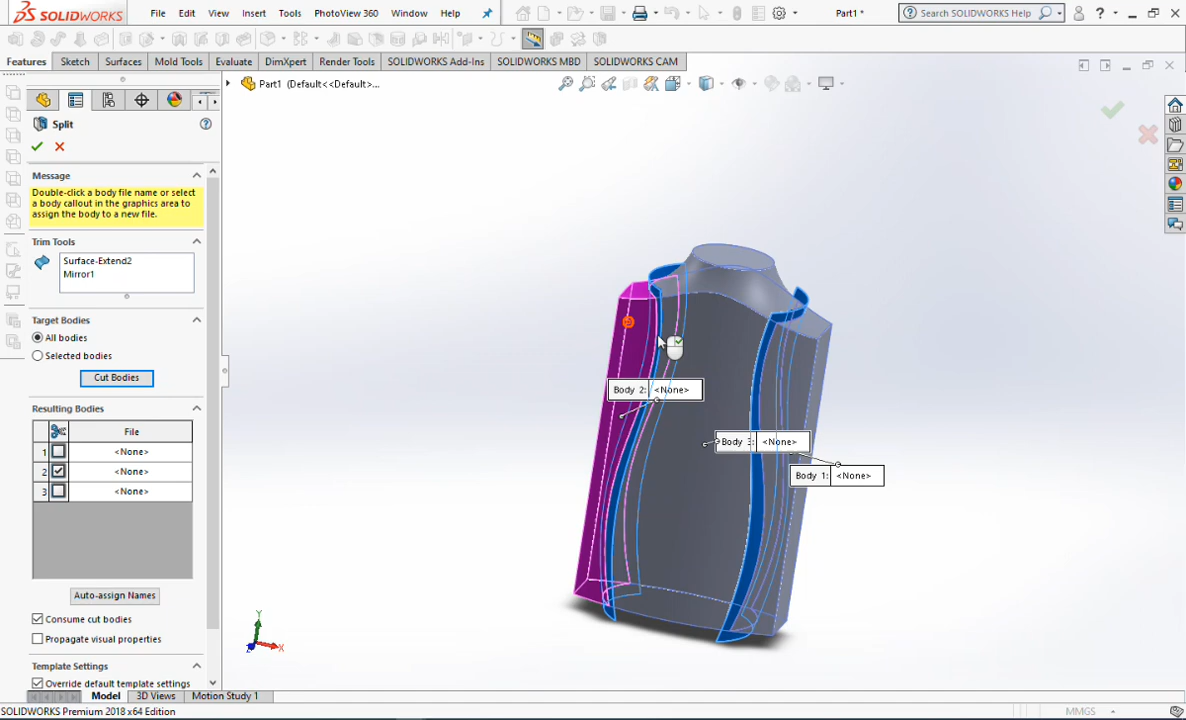 SOLIDWORKS
File
Edit
View
Insert
Tools
PhotoView 360
Window
Help
Part1 *
Search SOLIDWORKS Help
?
Features
Sketch
Surfaces
Mold Tools
Evaluate
DimXpert
Render Tools
SOLIDWORKS Add-Ins
SOLIDWORKS MBD
SOLIDWORKS CAM
Part1 (Default<<Default>...
Split
?
Message
Double-click a body file name or select
a body callout in the graphics area to
assign the body to a new file.
Trim Tools
Surface-Extend2
Mirror1
Target Bodies
All bodies
Selected bodies
Cut Bodies
Resulting Bodies
File
1 <None>
2 <None>
3 <None>
Auto-assign Names
Consume cut bodies
Propagate visual properties
Template Settings
Override default template settings
Body 2: <None>
Body 3: <None>
Body 1: <None>
Y
X
Z
Model
3D Views
Motion Study 1
SOLIDWORKS Premium 2018 x64 Edition
MMGS